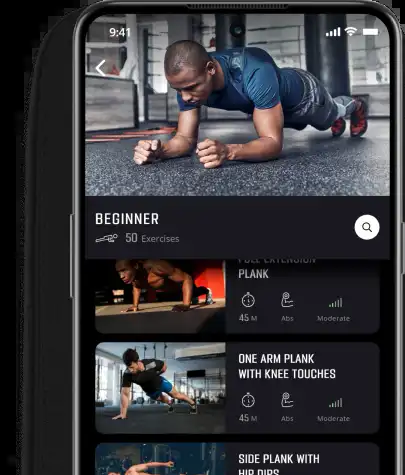 9:41
BEGINNER
50 Exercises
FULL EXTENSION
PLANK
45 M Abs Moderate
ONE ARM PLANK
WITH KNEE TOUCHES
45 M Abs Moderate
SIDE PLANK WITH
HIP DIPS